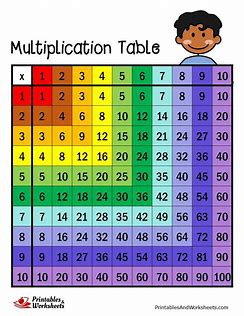 Multiplication Table
x 1 2 3 4 5 6 7 8 9 10
1 1 2 3 4 5 6 7 8 9 10
2 2 4 6 8 10 12 14 16 18 20
3 3 6 9 12 15 18 21 24 27 30
4 4 8 12 16 20 24 28 32 36 40
5 5 10 15 20 25 30 35 40 45 50
6 6 12 18 24 30 36 42 48 54 60
7 7 14 21 28 35 42 49 56 63 70
8 8 16 24 32 40 48 56 64 72 80
9 9 18 27 36 45 54 63 72 81 90
10 10 20 30 40 50 60 70 80 90 100
Printables &
Worksheets
PrintablesAndWorksheets.com